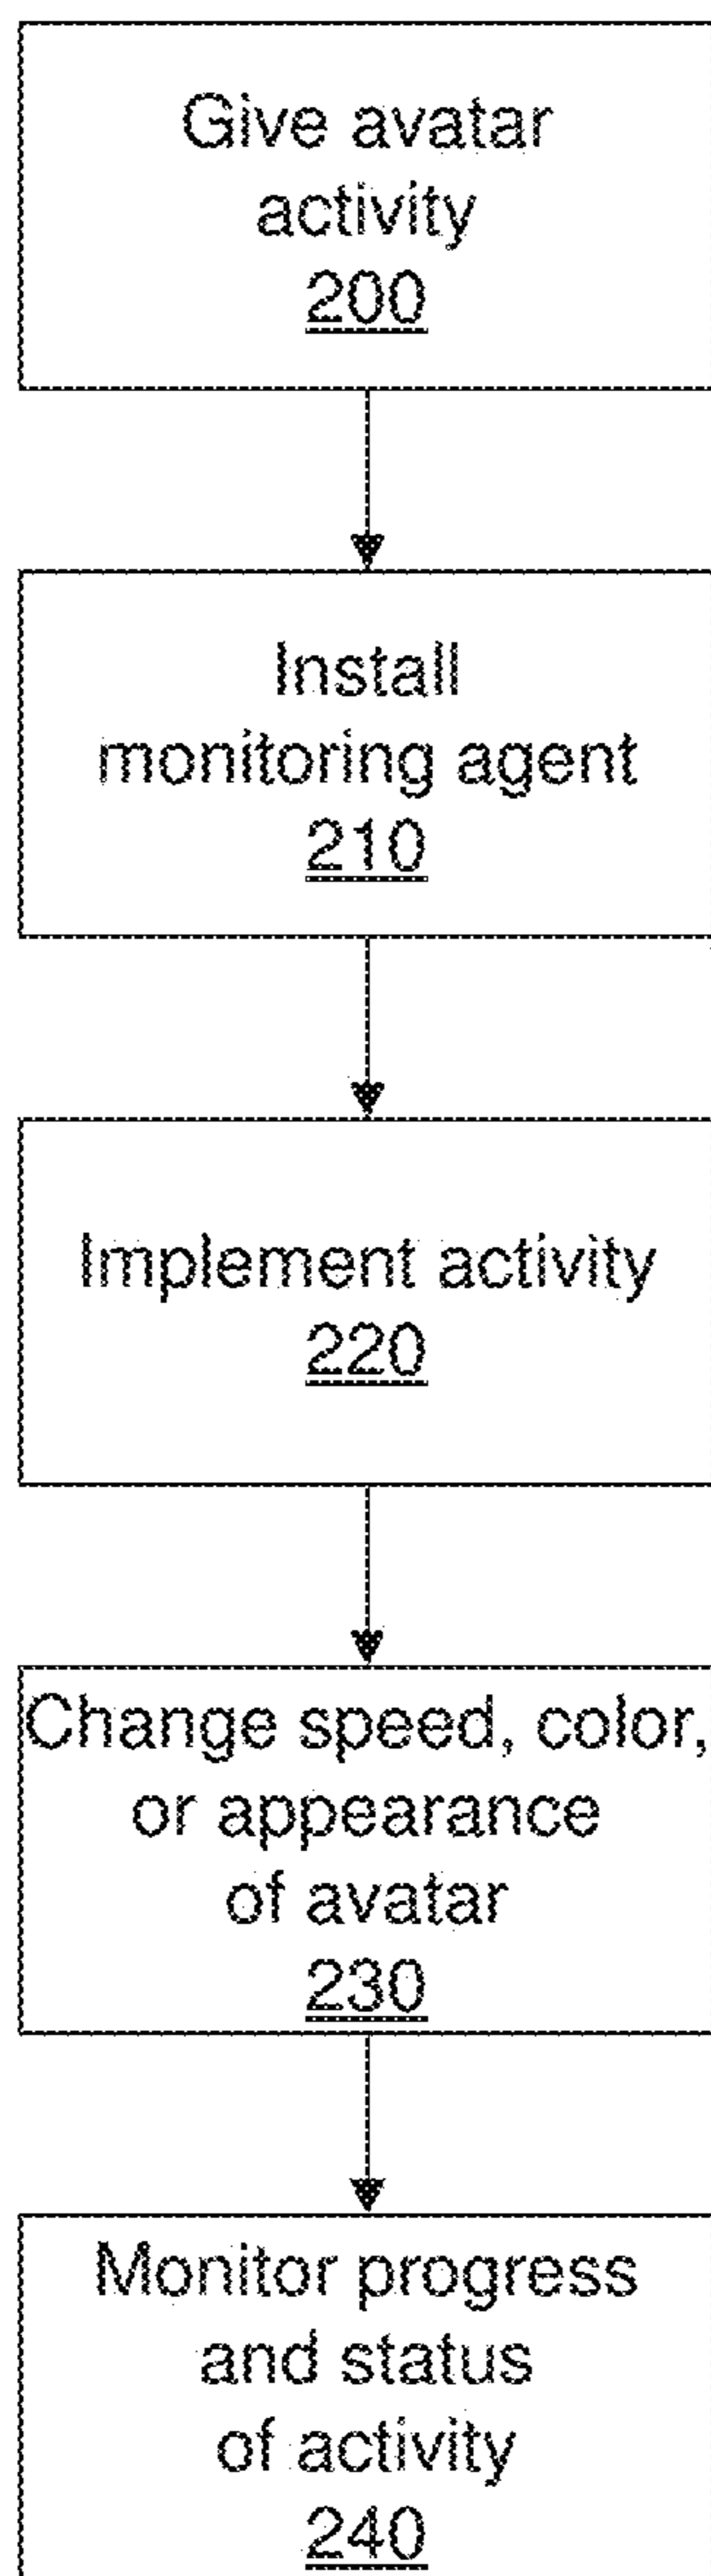 Give avatar
activity
200
Install
monitoring agent
210
Implement activity
220
Change speed, color,
or appearance
of avatar
230
Monitor progress
and status
of activity
240